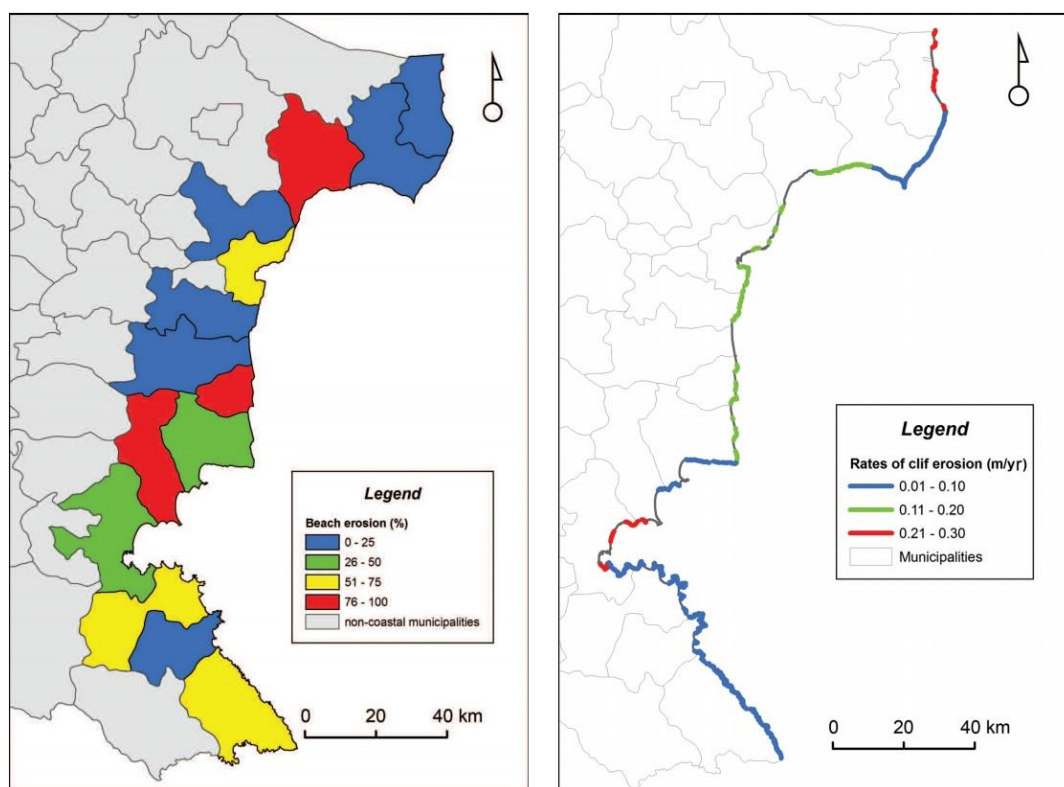 Legend
Beach erosion (%)
0 - 25
26 - 50
51 - 75
76 - 100
non-coastal municipalities
0 20 40 km
Legend
Rates of clif erosion (m/yr)
0.01 - 0.10
0.11 - 0.20
0.21 - 0.30
Municipalities
0 20 40 km